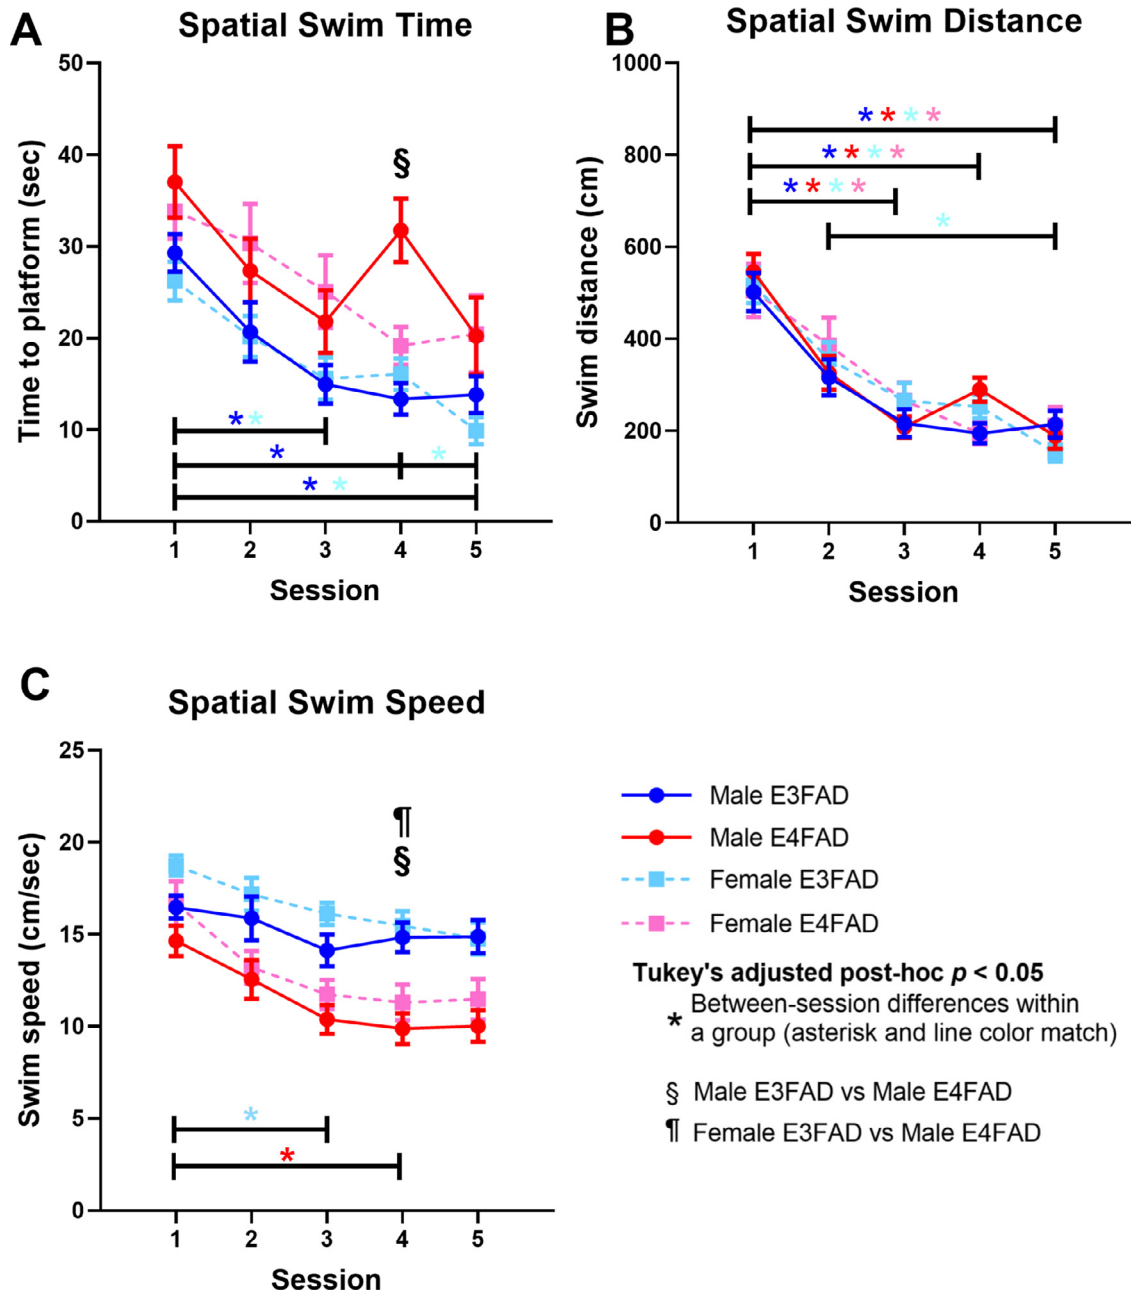 A
Spatial Swim Time
50
40
30
20
10
0
Time to platform (sec)
§
* *
*
*
* *
1 2 3 4 5
Session
B
Spatial Swim Distance
1000
800
600
400
200
0
Swim distance (cm)
* * * *
* * * *
* * * *
*
1 2 3 4 5
Session
C
Spatial Swim Speed
25
20
15
10
5
0
Swim speed (cm/sec)
¶
§
*
*
1 2 3 4 5
Session
Male E3FAD
Male E4FAD
Female E3FAD
Female E4FAD
Tukey's adjusted post-hoc p < 0.05
* Between-session differences within
a group (asterisk and line color match)
§ Male E3FAD vs Male E4FAD
¶ Female E3FAD vs Male E4FAD